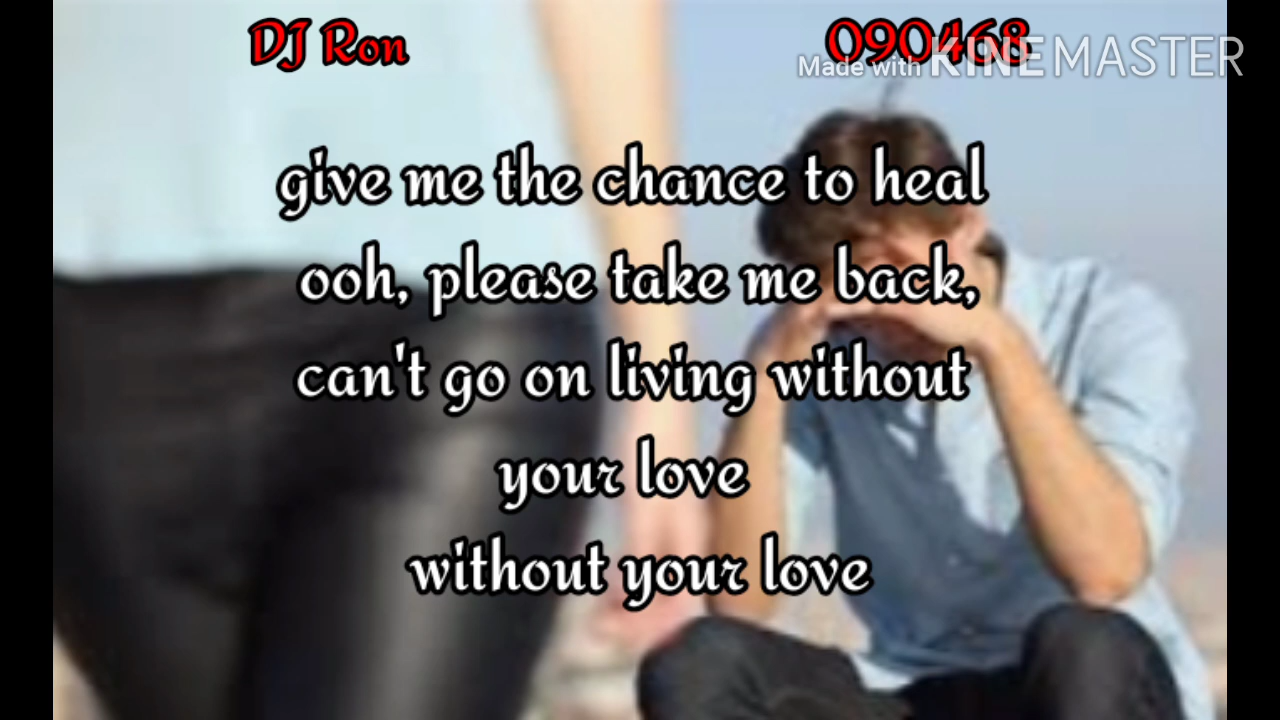 DJ Ron
090468
Made with KINEMASTER
give me the chance to heal
ooh, please take me back,
can't go on living without
your love
without your love